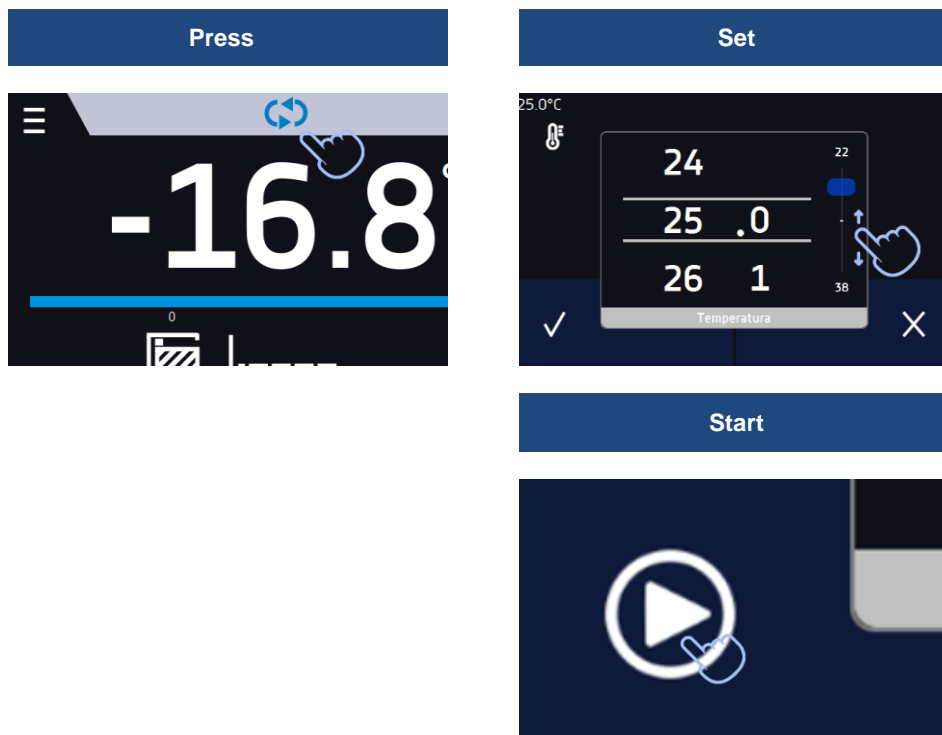 Press
-16.8°
0
Set
25.0°C
24
25 .0
26 1
22
38
Temperatura
Start